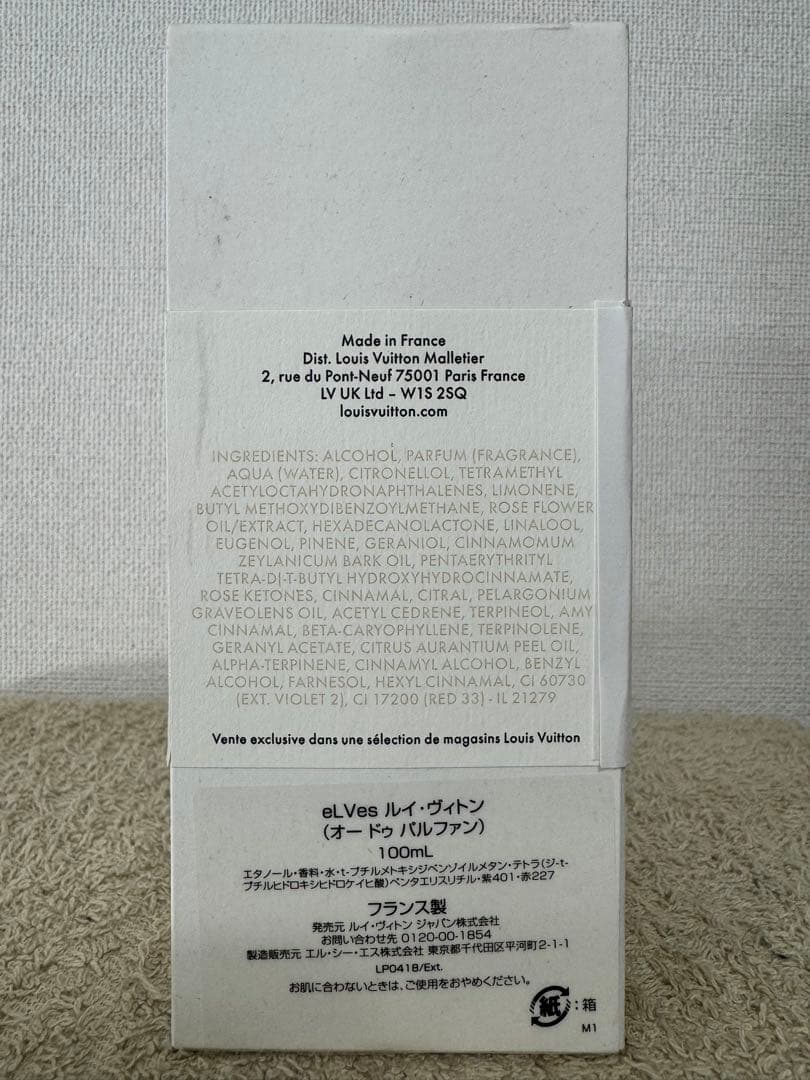 Made in France
Dist. Louis Vuitton Malletier
2, rue du Pont-Neuf 75001 Paris France
LV UK Ltd – W1S 2SQ
louisvuitton.com
INGREDIENTS: ALCOHOL, PARFUM (FRAGRANCE),
AQUA (WATER), CITRONELLOL, TETRAMETHYL
ACETYLOCTAHYDRONAPHTHALENES, LIMONENE,
BUTYL METHOXYDIBENZOYLMETHANE, ROSE FLOWER
OIL/EXTRACT, HEXADECANOLACTONE, LINALOOL,
EUGENOL, PINENE, GERANIOL, CINNAMOMUM
ZEYLANICUM BARK OIL, PENTAERYTHRITYL
TETRA-DI-T-BUTYL HYDROXYHYDROCINNAMATE,
ROSE KETONES, CINNAMAL, CITRAL, PELARGONIUM
GRAVEOLENS OIL, ACETYL CEDRENE, TERPINEOL, AMY
CINNAMAL, BETA-CARYOPHYLLENE, TERPINOLENE,
GERANYL ACETATE, CITRUS AURANTIUM PEEL OIL,
ALPHA-TERPINENE, CINNAMYL ALCOHOL, BENZYL
ALCOHOL, FARNESOL, HEXYL CINNAMAL, CI 60730
(EXT. VIOLET 2), CI 17200 (RED 33) - IL 21279
Vente exclusive dans une sélection de magasins Louis Vuitton
eLVes ルイ・ヴィトン
（オー ドゥ パルファン）
100mL
エタノール・香料・水・t-ブチルメトキシジベンゾイルメタン・テトラ（ジ-t-
ブチルヒドロキシヒドロケイヒ酸）ペンタエリスリチル・紫401・赤227
フランス製
発売元 ルイ・ヴィトン ジャパン株式会社
お問い合わせ先 0120-00-1854
製造販売元 エル・シー・エス株式会社 東京都千代田区平河町2-1-1
LP0418/Ext.
お肌に合わないときは、ご使用をおやめください。
紙：箱
M1